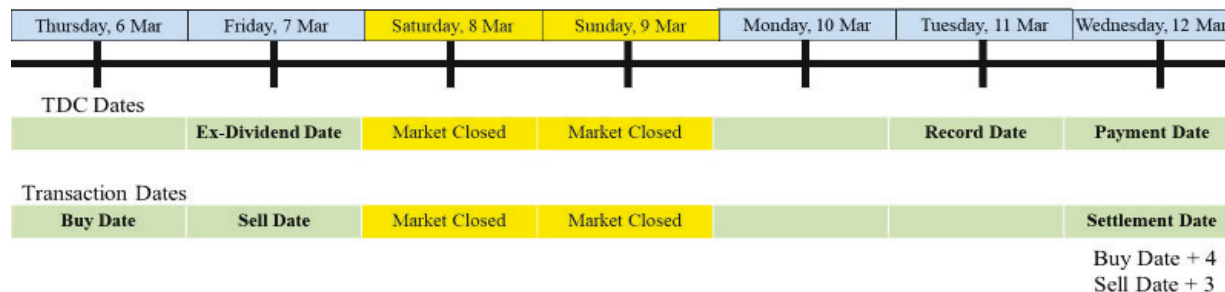 Thursday, 6 Mar Friday, 7 Mar Saturday, 8 Mar Sunday, 9 Mar Monday, 10 Mar Tuesday, 11 Mar Wednesday, 12 Mar
TDC Dates
Ex-Dividend Date Market Closed Market Closed Record Date Payment Date
Transaction Dates
Buy Date Sell Date Market Closed Market Closed Settlement Date
Buy Date + 4
Sell Date + 3